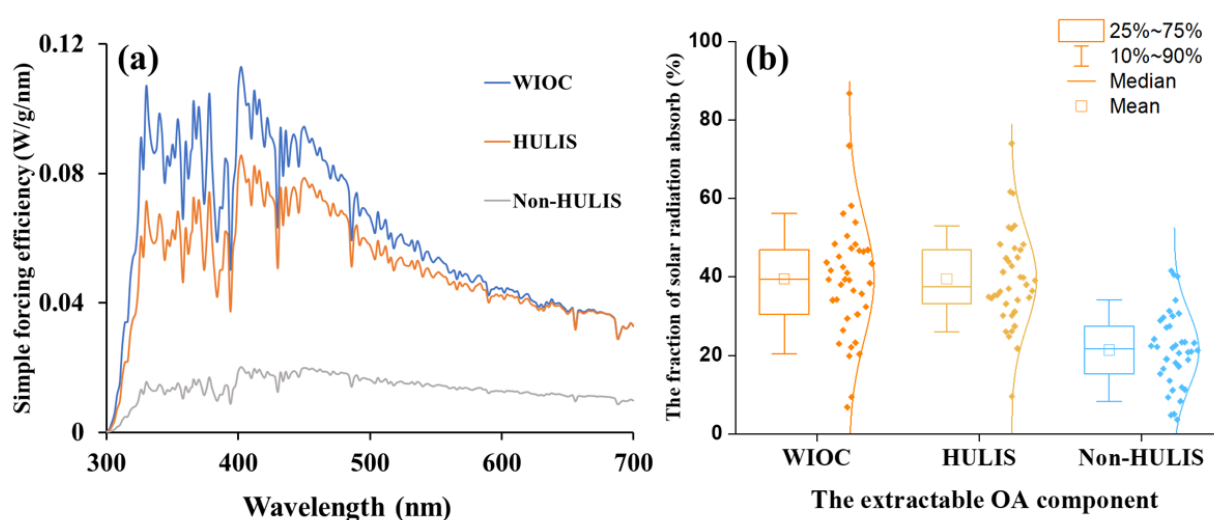 (a)
Simple forcing efficiency (W/g/nm)
0.12
0.08
0.04
0
WIOC
HULIS
Non-HULIS
300
400
500
600
700
Wavelength (nm)
(b)
The fraction of solar radiation absorb (%)
100
80
60
40
20
0
25%~75%
10%~90%
Median
Mean
WIOC
HULIS
Non-HULIS
The extractable OA component